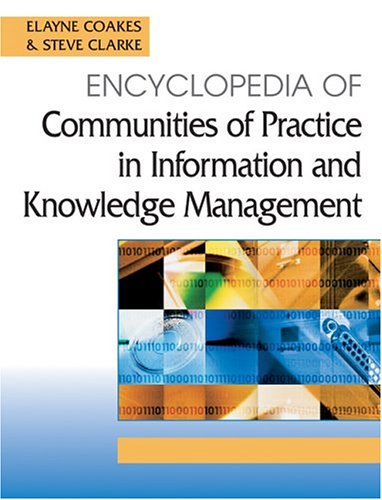 ELAYNE COAKES
& STEVE CLARKE
ENCYCLOPEDIA OF
Communities of Practice
in Information and
Knowledge Management